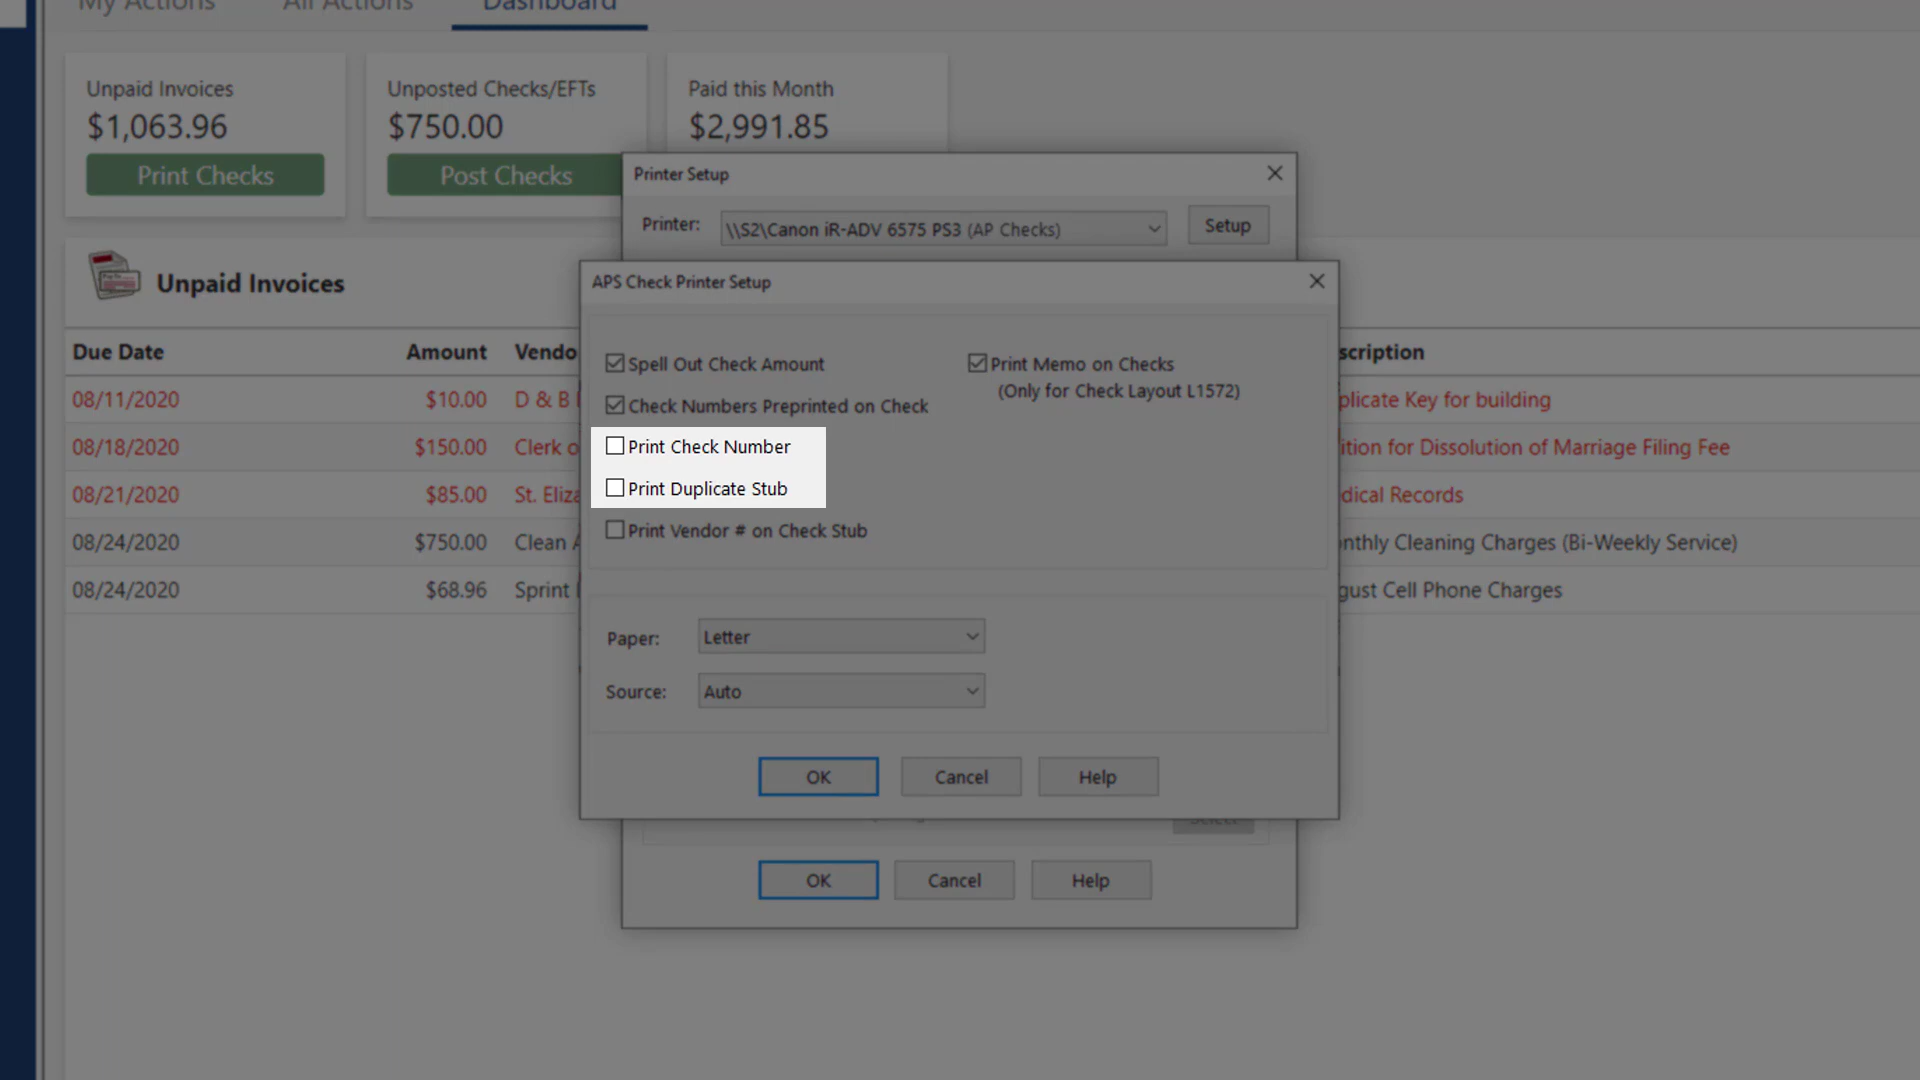 My Actions All Actions Dashboard
Unpaid Invoices Unposted Checks/EFTs Paid this Month
$1,063.96 $750.00 $2,991.85
Print Checks Post Checks
Printer Setup
Printer: \\S2\Canon iR-ADV 6575 PS3 (AP Checks) Setup
Unpaid Invoices
APS Check Printer Setup
Due Date Amount Vendo scription
Spell Out Check Amount Print Memo on Checks
(Only for Check Layout L1572)
08/11/2020 $10.00 D & B plicate Key for building
Check Numbers Preprinted on Check
08/18/2020 $150.00 Clerk o ition for Dissolution of Marriage Filing Fee
Print Check Number
08/21/2020 $85.00 St. Eliza dical Records
Print Duplicate Stub
Print Vendor # on Check Stub
08/24/2020 $750.00 Clean A nthly Cleaning Charges (Bi-Weekly Service)
08/24/2020 $68.96 Sprint gust Cell Phone Charges
Paper: Letter
Source: Auto
OK Cancel Help
Select
OK Cancel Help